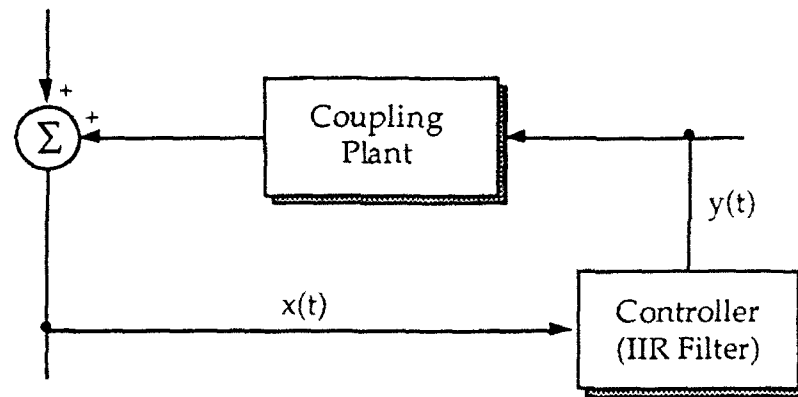 +
+
Σ
Coupling
Plant
y(t)
x(t)
Controller
(IIR Filter)